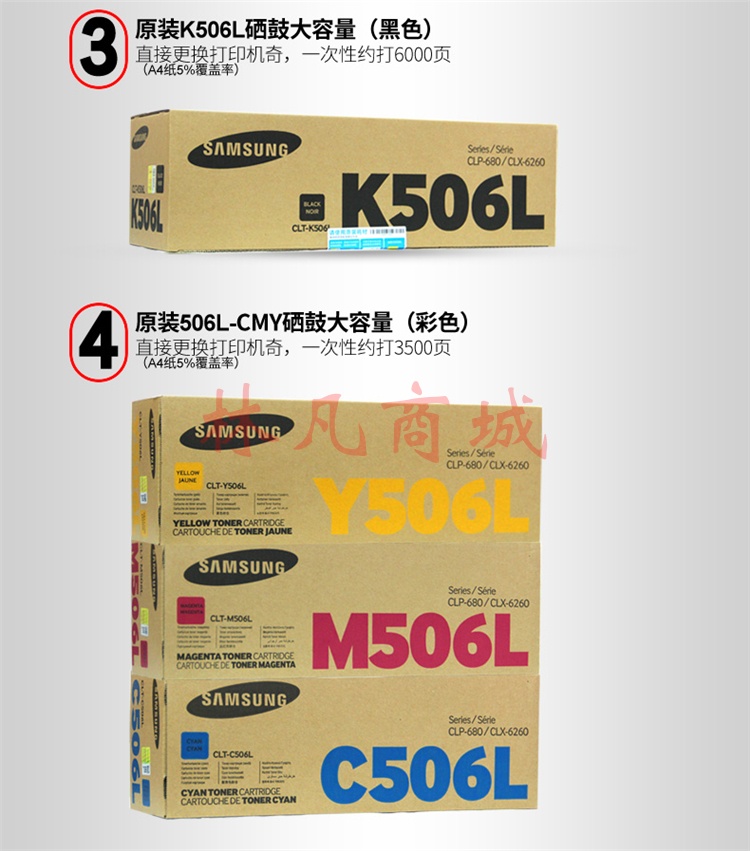 3
原装K506L硒鼓大容量（黑色）
直接更换打印机奇，一次性约打6000页
（A4纸5%覆盖率）
SAMSUNG
Series / Série
CLP-680 / CLX-6260
BLACK
NOIR
CLT-K506L
K506L
CLT-K506L
K506L
4
原装506L-CMY硒鼓大容量（彩色）
直接更换打印机奇，一次性约打3500页
（A4纸5%覆盖率）
林凡商城
SAMSUNG
Series / Série
CLP-680 / CLX-6260
YELLOW
JAUNE
CLT-Y506L
Y506L
YELLOW TONER CARTRIDGE
CARTOUCHE DE TONER JAUNE
SAMSUNG
Series / Série
CLP-680 / CLX-6260
MAGENTA
MAGENTA
CLT-M506L
M506L
MAGENTA TONER CARTRIDGE
CARTOUCHE DE TONER MAGENTA
M506L
SAMSUNG
Series / Série
CLP-680 / CLX-6260
CYAN
CYAN
CLT-C506L
C506L
CYAN TONER CARTRIDGE
CARTOUCHE DE TONER CYAN
C506L